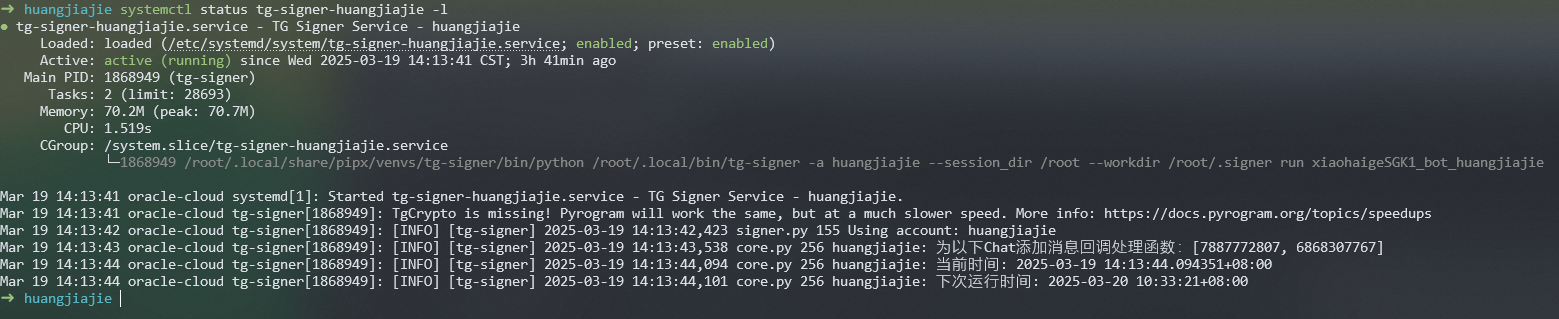 → huangjiajie systemctl status tg-signer-huangjiajie -l
● tg-signer-huangjiajie.service - TG Signer Service - huangjiajie
Loaded: loaded (/etc/systemd/system/tg-signer-huangjiajie.service; enabled; preset: enabled)
Active: active (running) since Wed 2025-03-19 14:13:41 CST; 3h 41min ago
Main PID: 1868949 (tg-signer)
Tasks: 2 (limit: 28693)
Memory: 70.2M (peak: 70.7M)
CPU: 1.519s
CGroup: /system.slice/tg-signer-huangjiajie.service
└─1868949 /root/.local/share/pipx/venvs/tg-signer/bin/python /root/.local/bin/tg-signer -a huangjiajie --session_dir /root --workdir /root/.signer run xiaohaigeSGK1_bot_huangjiajie
Mar 19 14:13:41 oracle-cloud systemd[1]: Started tg-signer-huangjiajie.service - TG Signer Service - huangjiajie.
Mar 19 14:13:41 oracle-cloud tg-signer[1868949]: TgCrypto is missing! Pyrogram will work the same, but at a much slower speed. More info: https://docs.pyrogram.org/topics/speedups
Mar 19 14:13:42 oracle-cloud tg-signer[1868949]: [INFO] [tg-signer] 2025-03-19 14:13:42,423 signer.py 155 Using account: huangjiajie
Mar 19 14:13:43 oracle-cloud tg-signer[1868949]: [INFO] [tg-signer] 2025-03-19 14:13:43,538 core.py 256 huangjiajie: 为以下Chat添加消息回调处理函数: [7887772807, 6868307767]
Mar 19 14:13:44 oracle-cloud tg-signer[1868949]: [INFO] [tg-signer] 2025-03-19 14:13:44,094 core.py 256 huangjiajie: 当前时间: 2025-03-19 14:13:44.094351+08:00
Mar 19 14:13:44 oracle-cloud tg-signer[1868949]: [INFO] [tg-signer] 2025-03-19 14:13:44,101 core.py 256 huangjiajie: 下次运行时间: 2025-03-20 10:33:21+08:00
→ huangjiajie